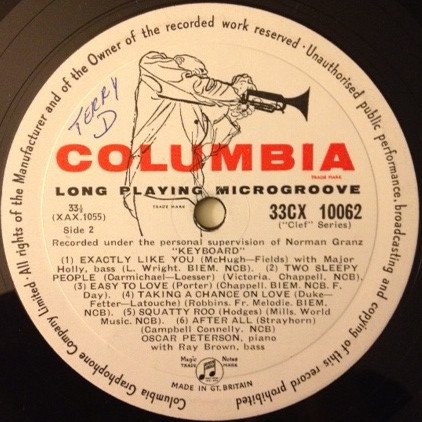 All rights of the Manufacturer and of the Owner of the recorded work reserved · Unauthorised public performance, broadcasting and copying of this record prohibited.
Columbia Graphophone Company Limited ·
TERRY
D
COLUMBIA
TRADE MARK
LONG PLAYING MICROGROOVE
TRADE MARK
33⅓
(XAX.1055)
Side 2
33CX 10062
("Clef" Series)
Recorded under the personal supervision of Norman Granz
"KEYBOARD"
(1) EXACTLY LIKE YOU (McHugh—Fields) with Major
Holly, bass (L. Wright. BIEM. NCB). (2) TWO SLEEPY
PEOPLE (Carmichael—Loesser) (Victoria. Chappell, NCB),
(3) EASY TO LOVE (Porter) (Chappell. BIEM. NCB. F.
Day). (4) TAKING A CHANCE ON LOVE (Duke—
Fetter—Latouche) (Robbins. Fr. Melodie. BIEM.
NCB). (5) SQUATTY ROO (Hodges) (Mills. World
Music. NCB). (6) AFTER ALL (Strayhorn)
(Campbell Connelly. NCB)
OSCAR PETERSON, piano
with Ray Brown, bass
Magic Notes
TRADE MARK
MADE IN GT. BRITAIN